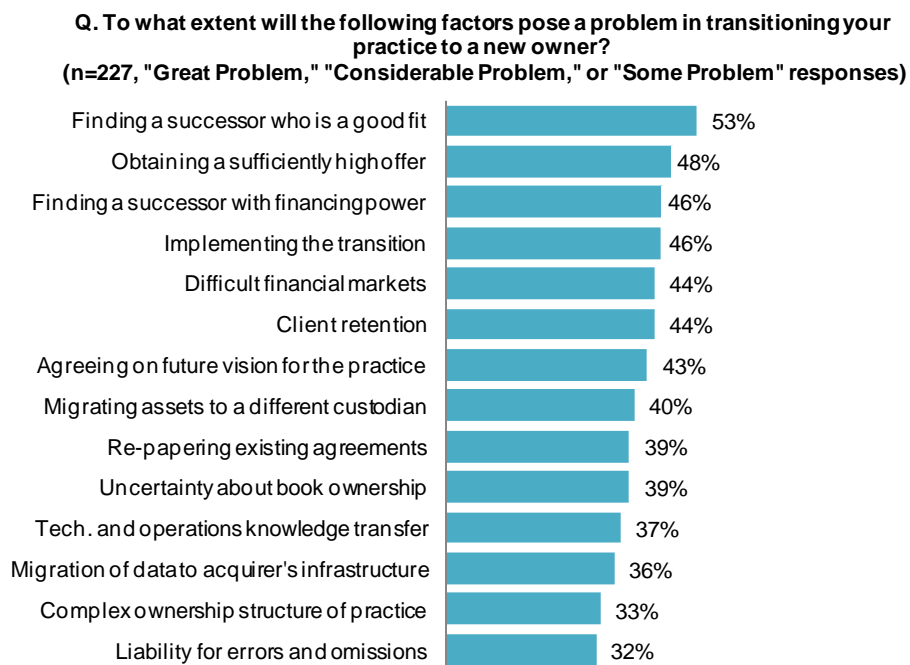 Q. To what extent will the following factors pose a problem in transitioning your
practice to a new owner?
(n=227, "Great Problem," "Considerable Problem," or "Some Problem" responses)
Finding a successor who is a good fit 53%
Obtaining a sufficiently high offer 48%
Finding a successor with financing power 46%
Implementing the transition 46%
Difficult financial markets 44%
Client retention 44%
Agreeing on future vision for the practice 43%
Migrating assets to a different custodian 40%
Re-papering existing agreements 39%
Uncertainty about book ownership 39%
Tech. and operations knowledge transfer 37%
Migration of data to acquirer's infrastructure 36%
Complex ownership structure of practice 33%
Liability for errors and omissions 32%